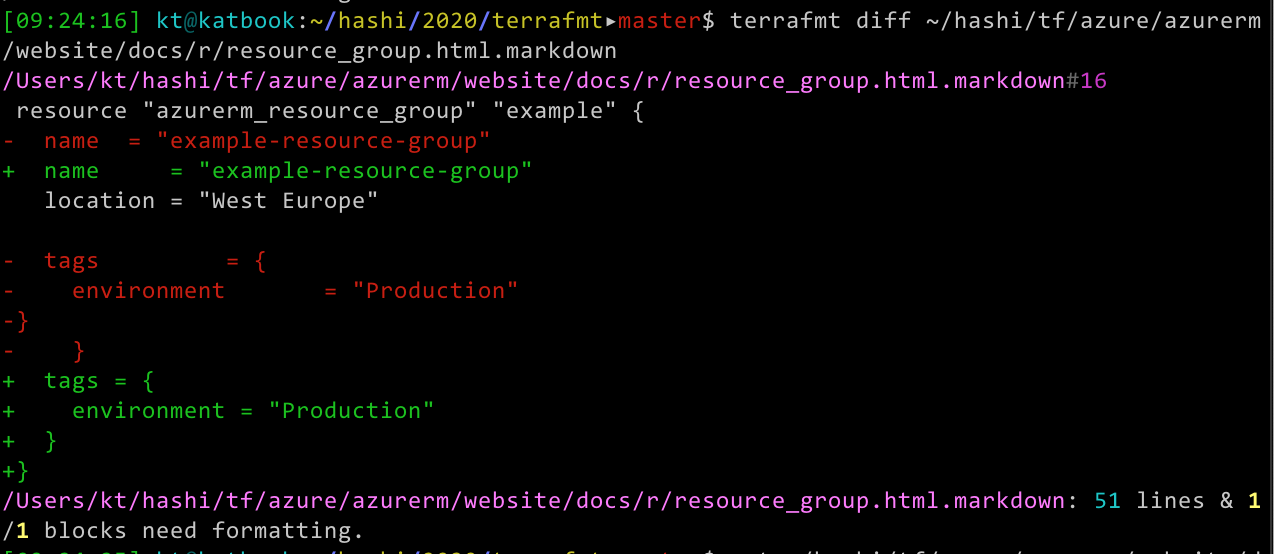 [09:24:16] kt@katbook:~/hashi/2020/terrafmt▸master$ terrafmt diff ~/hashi/tf/azure/azurerm
/website/docs/r/resource_group.html.markdown
/Users/kt/hashi/tf/azure/azurerm/website/docs/r/resource_group.html.markdown#16
 resource "azurerm_resource_group" "example" {
-  name  = "example-resource-group"
+  name     = "example-resource-group"
   location = "West Europe"

-  tags         = {
-    environment       = "Production"
-}
-    }
+  tags = {
+    environment = "Production"
+  }
+}
/Users/kt/hashi/tf/azure/azurerm/website/docs/r/resource_group.html.markdown: 51 lines & 1
/1 blocks need formatting.